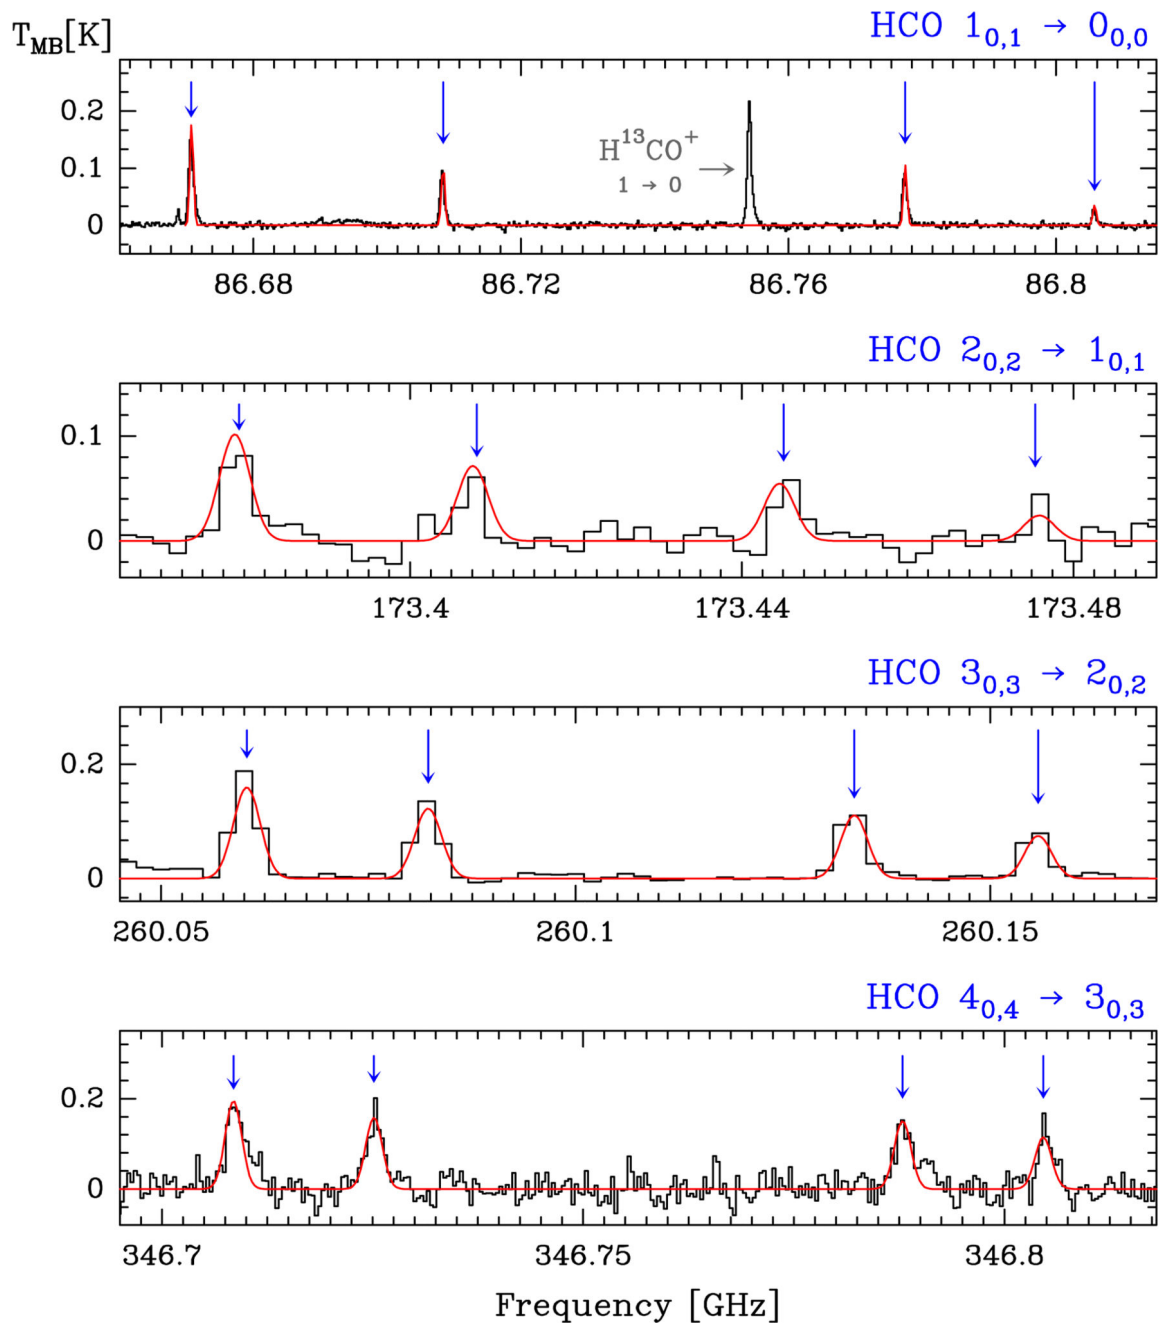 T_MB[K]
HCO 1_0,1 → 0_0,0
0.2
0.1
0
H^13CO^+
1 → 0
86.68 86.72 86.76 86.8
HCO 2_0,2 → 1_0,1
0.1
0
173.4 173.44 173.48
HCO 3_0,3 → 2_0,2
0.2
0
260.05 260.1 260.15
HCO 4_0,4 → 3_0,3
0.2
0
346.7 346.75 346.8
Frequency [GHz]